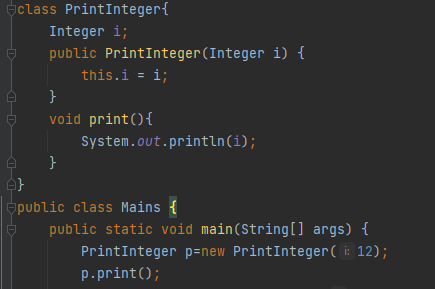 class PrintInteger{
Integer i;
public PrintInteger(Integer i) {
this.i = i;
}
void print(){
System.out.println(i);
}
}
public class Mains {
public static void main(String[] args) {
PrintInteger p=new PrintInteger( i: 12);
p.print();